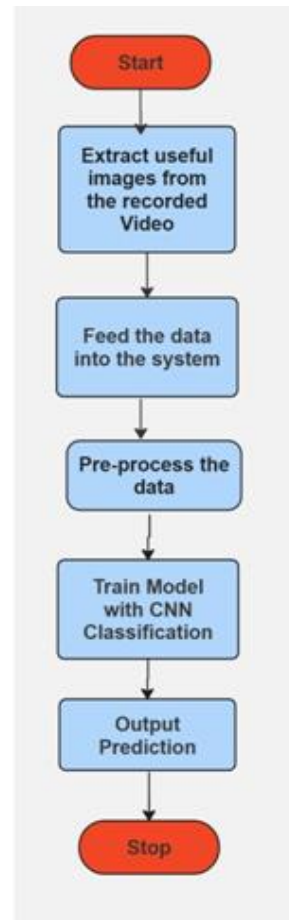 Start
Extract useful
images from
the recorded
Video
Feed the data
into the system
Pre-process the
data
Train Model
with CNN
Classification
Output
Prediction
Stop